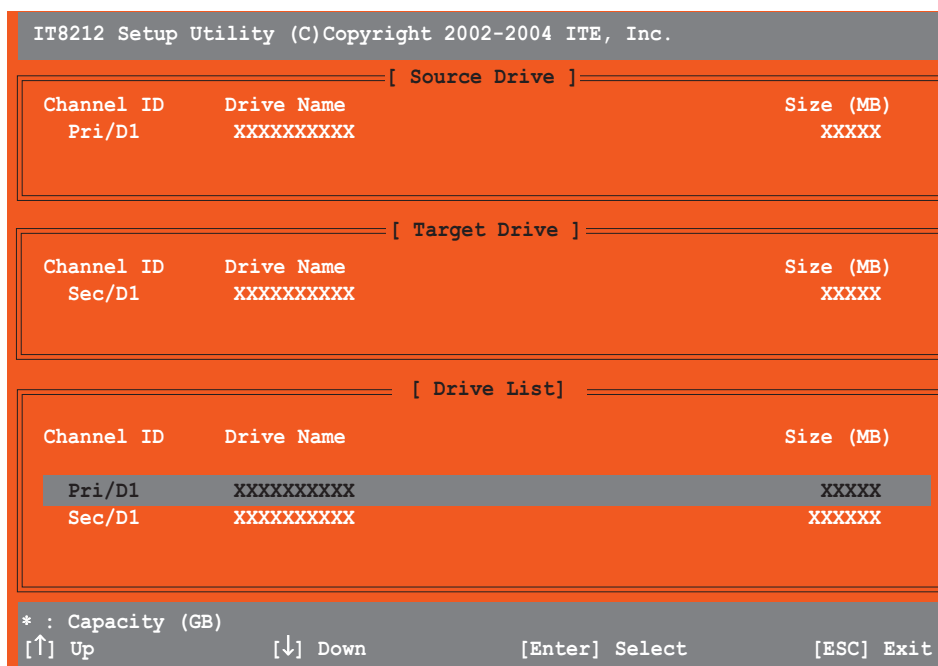 IT8212 Setup Utility (C)Copyright 2002-2004 ITE, Inc.
[ Source Drive ]
Channel ID Drive Name Size (MB)
Pri/D1 XXXXXXXXXX XXXXX
[ Target Drive ]
Channel ID Drive Name Size (MB)
Sec/D1 XXXXXXXXXX XXXXX
[ Drive List]
Channel ID Drive Name Size (MB)
Pri/D1 XXXXXXXXXX XXXXX
Sec/D1 XXXXXXXXXX XXXXXX
* : Capacity (GB)
[↑] Up [↓] Down [Enter] Select [ESC] Exit